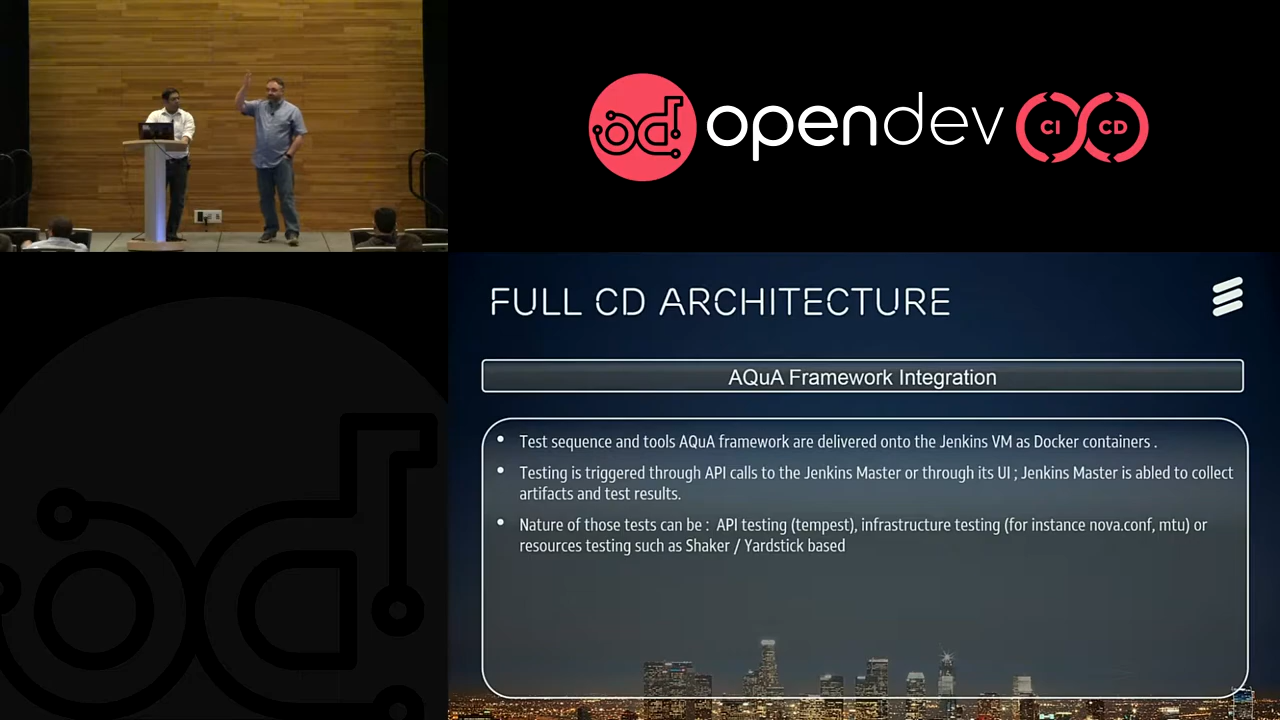 od opendev CI CD
FULL CD ARCHITECTURE
AQuA Framework Integration
• Test sequence and tools AQuA framework are delivered onto the Jenkins VM as Docker containers .
• Testing is triggered through API calls to the Jenkins Master or through its UI ; Jenkins Master is abled to collect
artifacts and test results.
• Nature of those tests can be : API testing (tempest), infrastructure testing (for instance nova.conf, mtu) or
resources testing such as Shaker / Yardstick based
od